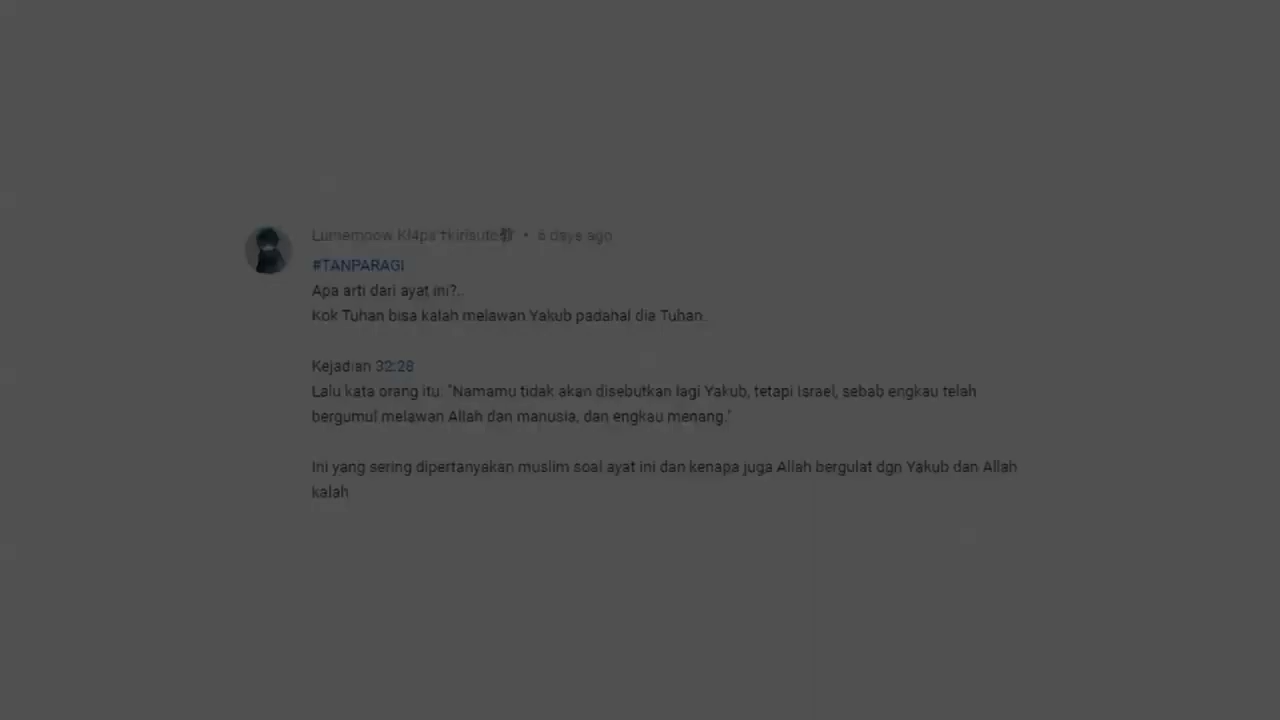 • 6 days ago
#TANPARAGI
Apa arti dari ayat ini?..
Kok Tuhan bisa kalah melawan Yakub padahal dia Tuhan..
Kejadian 32:28
Lalu kata orang itu: "Namamu tidak akan disebutkan lagi Yakub, tetapi Israel, sebab engkau telah
bergumul melawan Allah dan manusia, dan engkau menang."
Ini yang sering dipertanyakan muslim soal ayat ini dan kenapa juga Allah bergulat dgn Yakub dan Allah
kalah